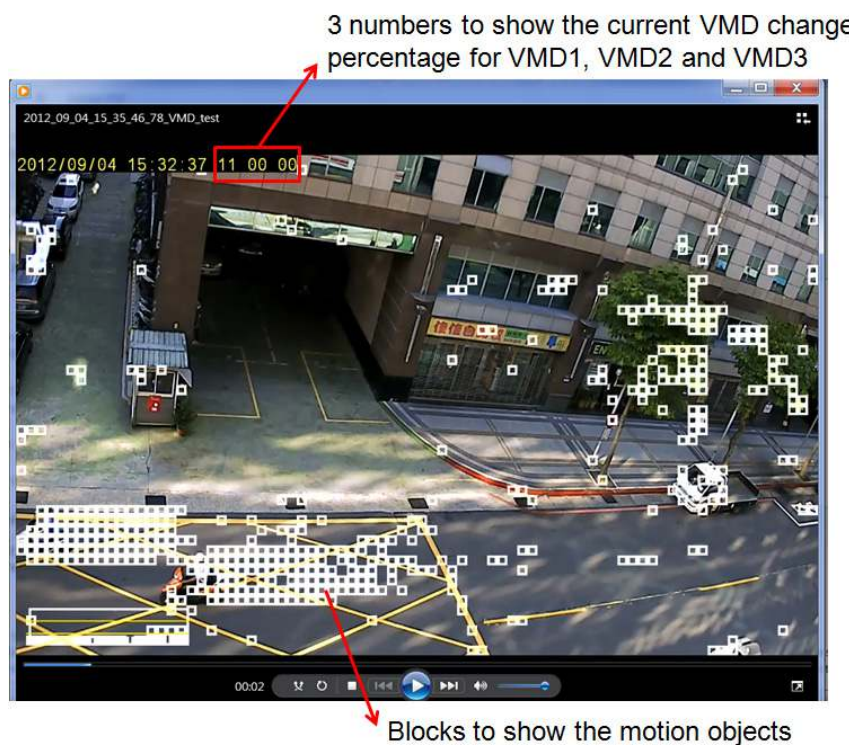 3 numbers to show the current VMD change
percentage for VMD1, VMD2 and VMD3
2012_09_04_15_35_46_78_VMD_test
2012/09/04 15:32:37 11 00 00
EN
00:02
Blocks to show the motion objects